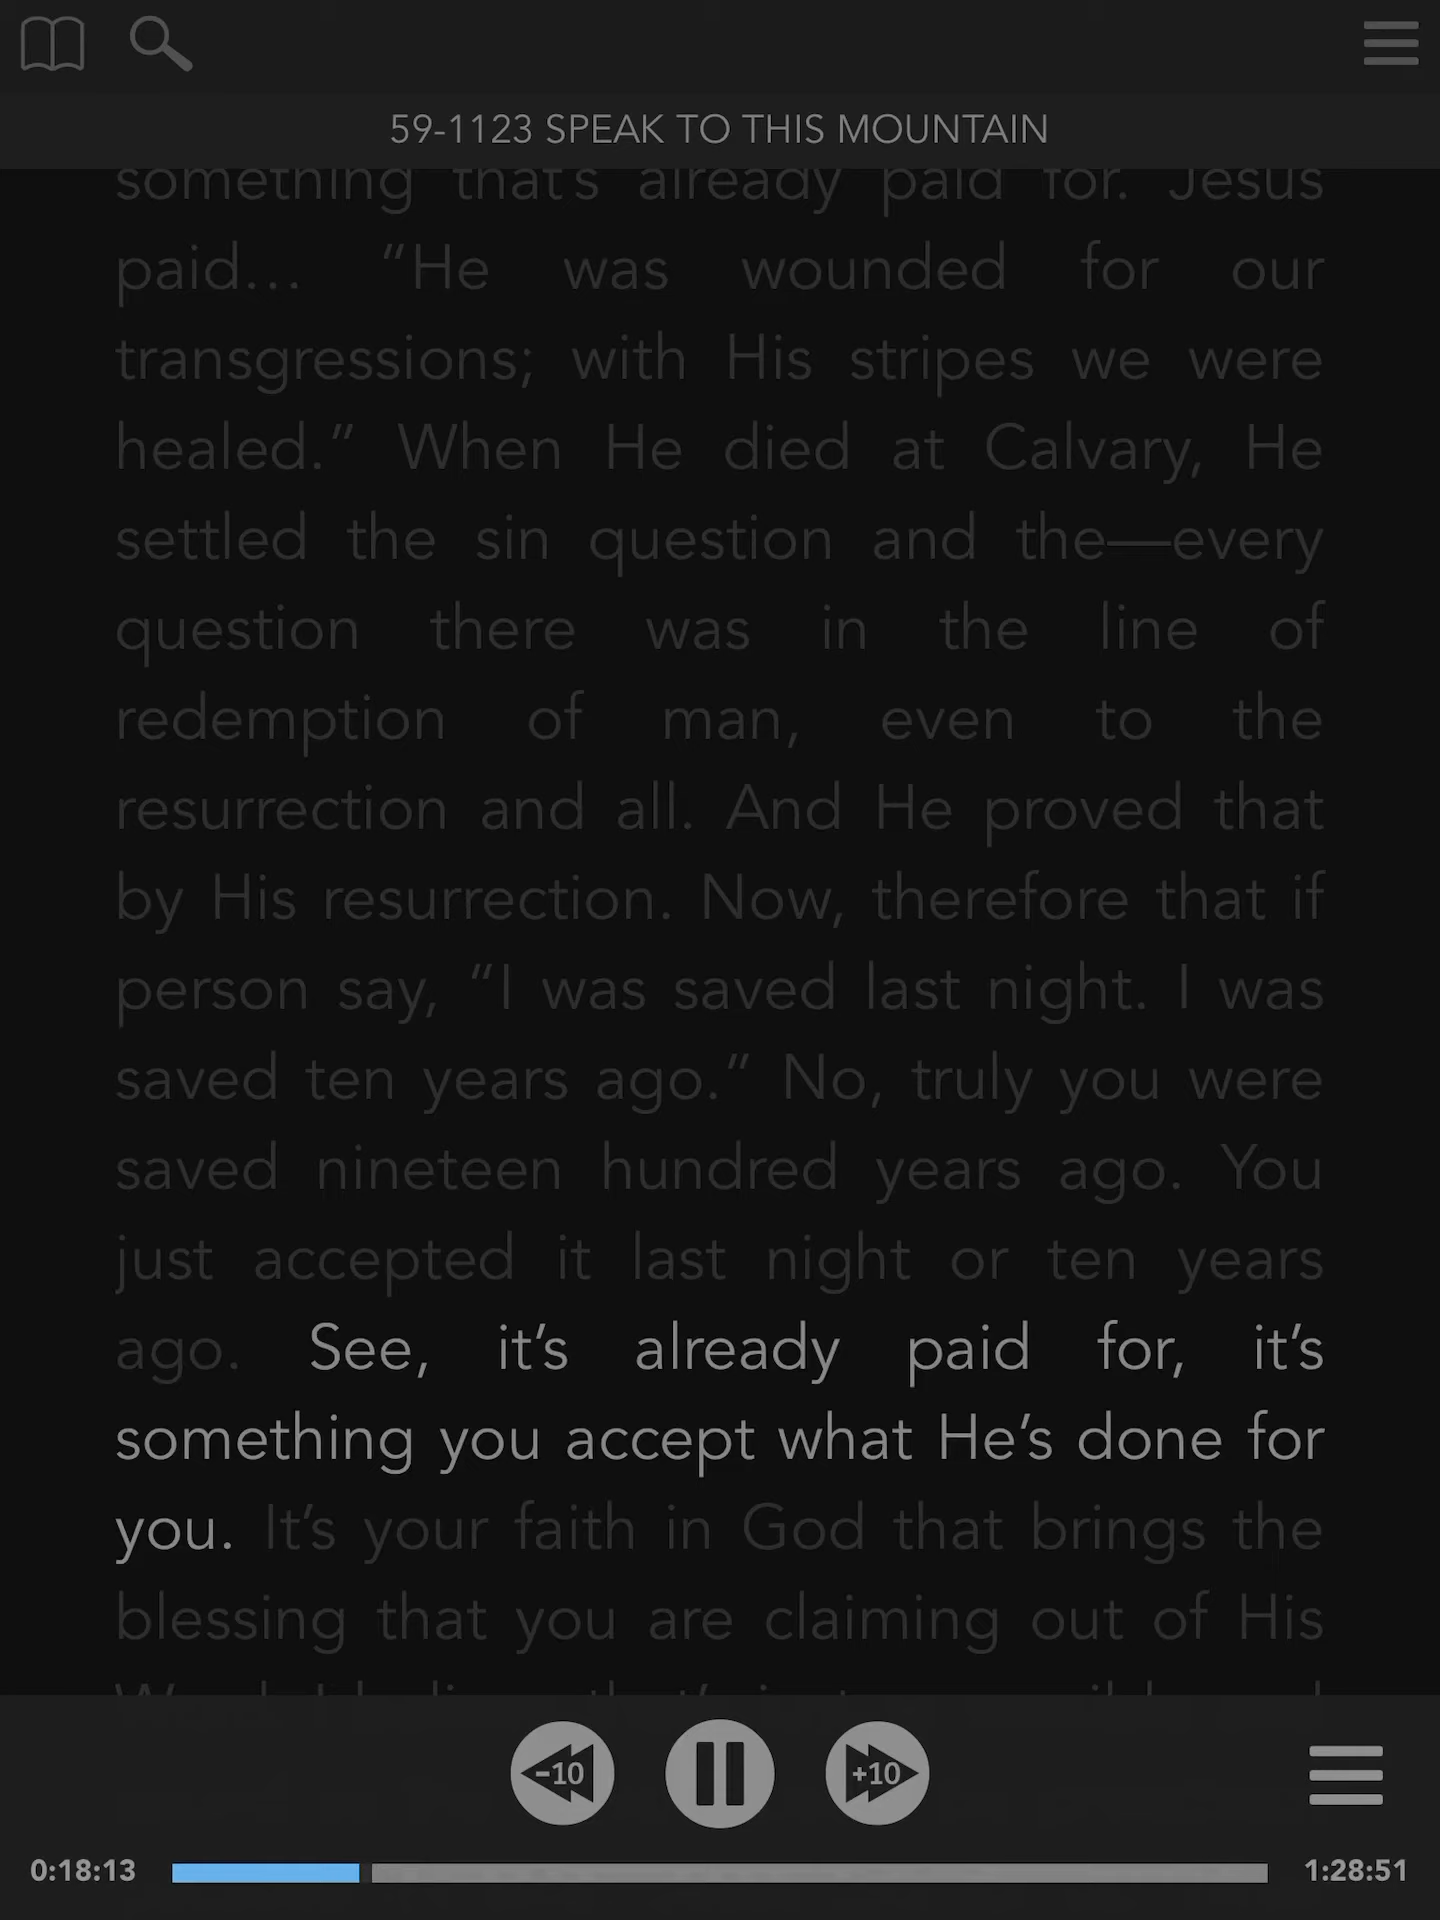 59-1123 SPEAK TO THIS MOUNTAIN
something that's already paid for. Jesus
paid… “He was wounded for our
transgressions; with His stripes we were
healed.” When He died at Calvary, He
settled the sin question and the—every
question there was in the line of
redemption of man, even to the
resurrection and all. And He proved that
by His resurrection. Now, therefore that if
person say, “I was saved last night. I was
saved ten years ago.” No, truly you were
saved nineteen hundred years ago. You
just accepted it last night or ten years
ago. See, it’s already paid for, it’s
something you accept what He’s done for
you. It’s your faith in God that brings the
blessing that you are claiming out of His
-10 +10
0:18:13 1:28:51